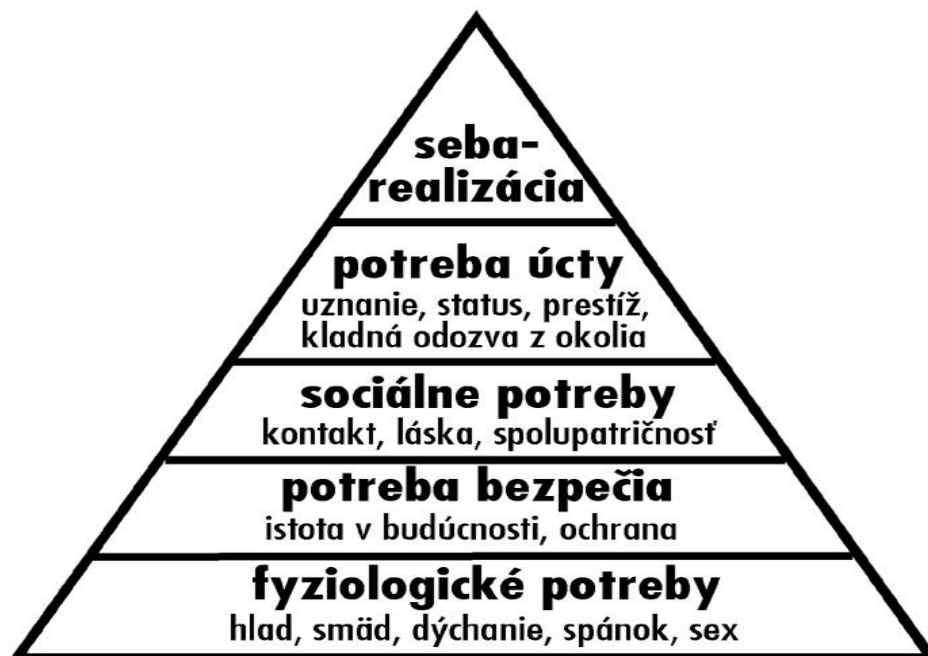 seba-
realizácia
potreba úcty
uznanie, status, prestíž,
kladná odozva z okolia
sociálne potreby
kontakt, láska, spolupatričnosť
potreba bezpečia
istota v budúcnosti, ochrana
fyziologické potreby
hlad, smäd, dýchanie, spánok, sex